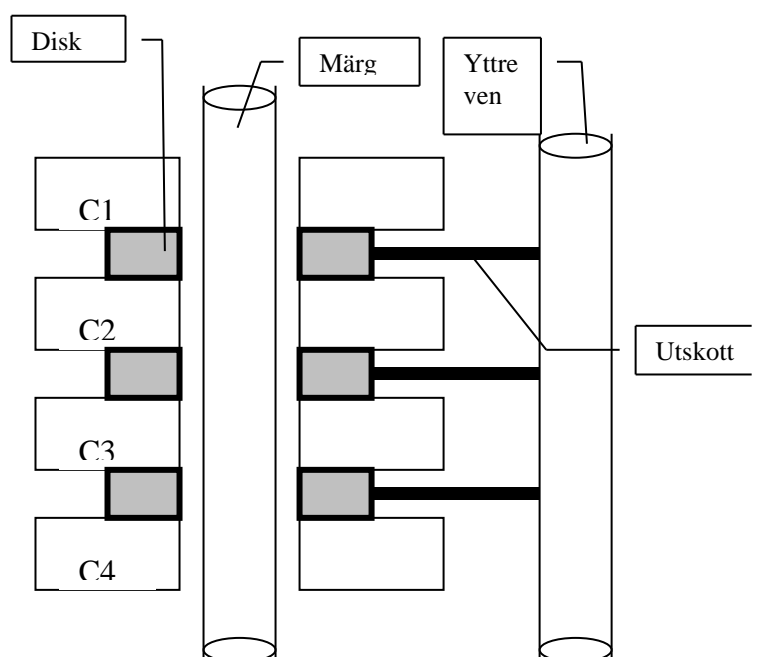 Disk
Märg
Yttre
ven
C1
C2
Utskott
C3
C4